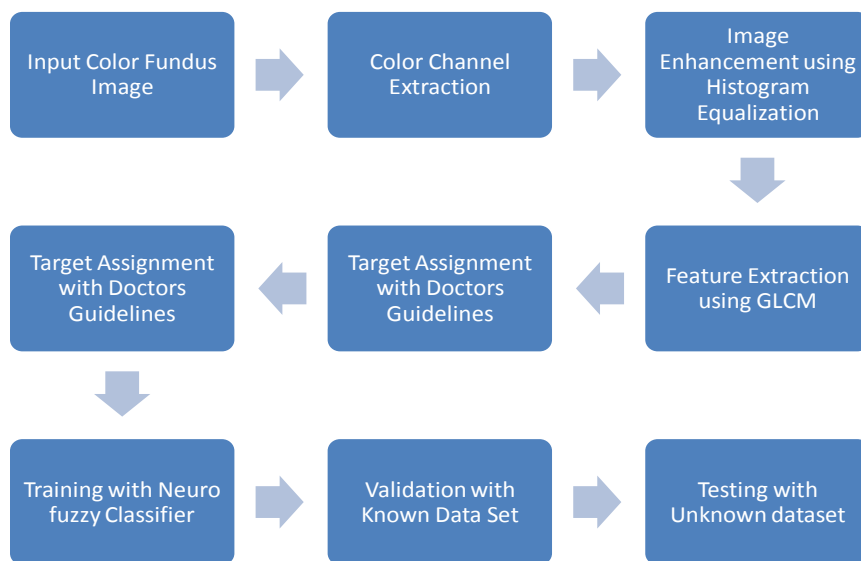 Input Color Fundus
Image
Color Channel
Extraction
Image
Enhancement using
Histogram
Equalization
Target Assignment
with Doctors
Guidelines
Target Assignment
with Doctors
Guidelines
Feature Extraction
using GLCM
Training with Neuro
fuzzy Classifier
Validation with
Known Data Set
Testing with
Unknown dataset